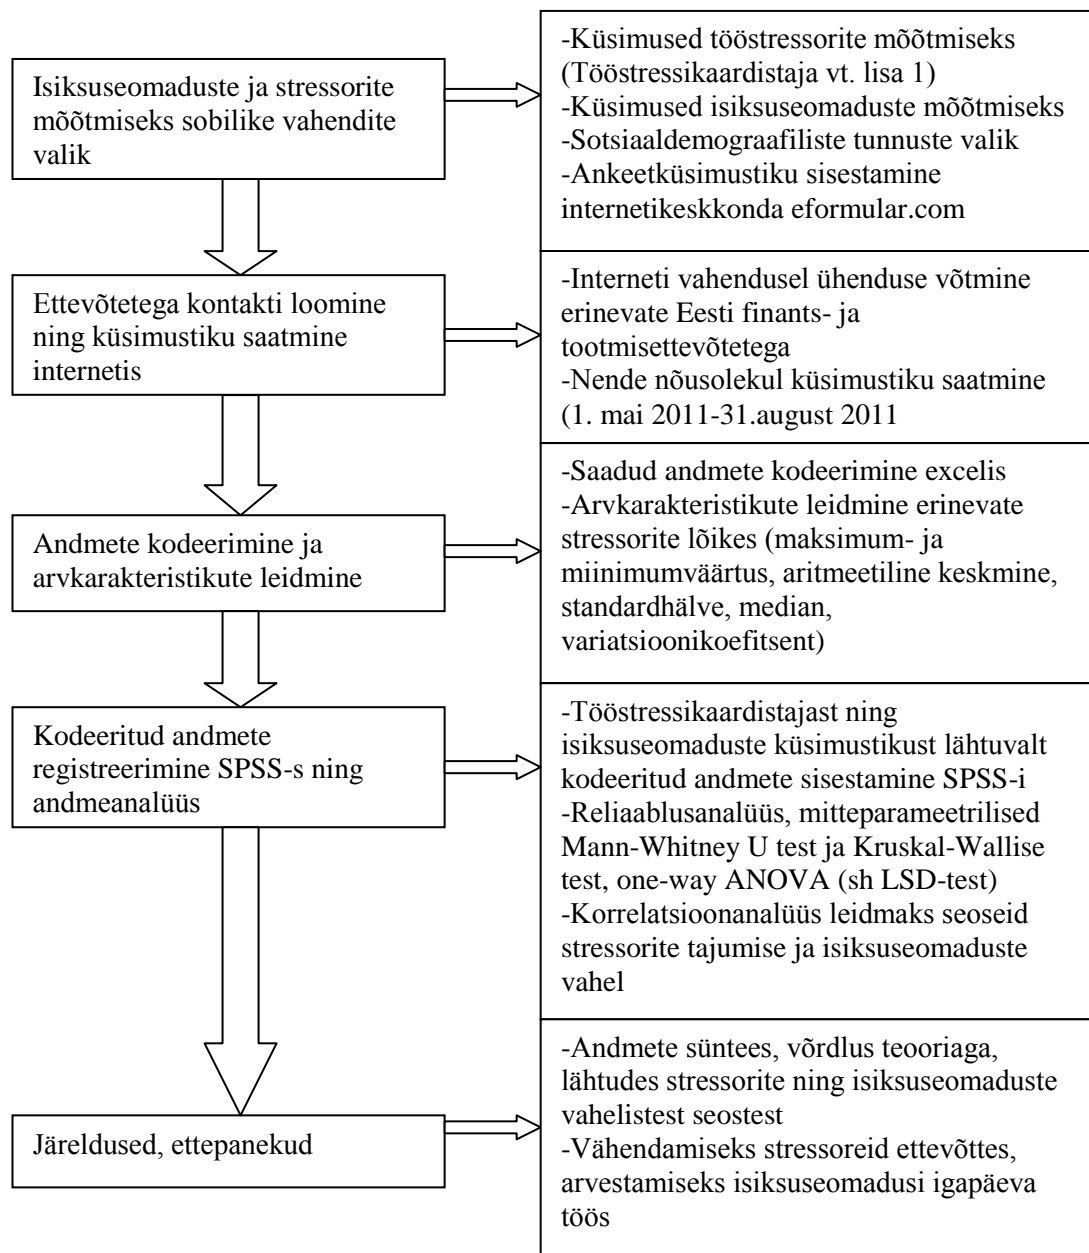 Isiksuseomaduste ja stressorite
mõõtmiseks sobilike vahendite
valik
-Küsimused tööstressorite mõõtmiseks
(Tööstressikaardistaja vt. lisa 1)
-Küsimused isiksuseomaduste mõõtmiseks
-Sotsiaaldemograafiliste tunnuste valik
-Ankeetküsimustiku sisestamine
internetikeskkonda eformular.com
Ettevõtetega kontakti loomine
ning küsimustiku saatmine
internetis
-Interneti vahendusel ühenduse võtmine
erinevate Eesti finants- ja
tootmisettevõtetega
-Nende nõusolekul küsimustiku saatmine
(1. mai 2011-31.august 2011
Andmete kodeerimine ja
arvkarakteristikute leidmine
-Saadud andmete kodeerimine excelis
-Arvkarakteristikute leidmine erinevate
stressorite lõikes (maksimum- ja
miinimumväärtus, aritmeetiline keskmine,
standardhälve, median,
variatsioonikoefitsent)
Kodeeritud andmete
registreerimine SPSS-s ning
andmeanalüüs
-Tööstressikaardistajast ning
isiksuseomaduste küsimustikust lähtuvalt
kodeeritud andmete sisestamine SPSS-i
-Reliaablusanalüüs, mitteparameetrilised
Mann-Whitney U test ja Kruskal-Wallise
test, one-way ANOVA (sh LSD-test)
-Korrelatsioonanalüüs leidmaks seoseid
stressorite tajumise ja isiksuseomaduste
vahel
Järeldused, ettepanekud
-Andmete süntees, võrdlus teooriaga,
lähtudes stressorite ning isiksuseomaduste
vahelistest seostest
-Vähendamiseks stressoreid ettevõttes,
arvestamiseks isiksuseomadusi igapäeva
töös